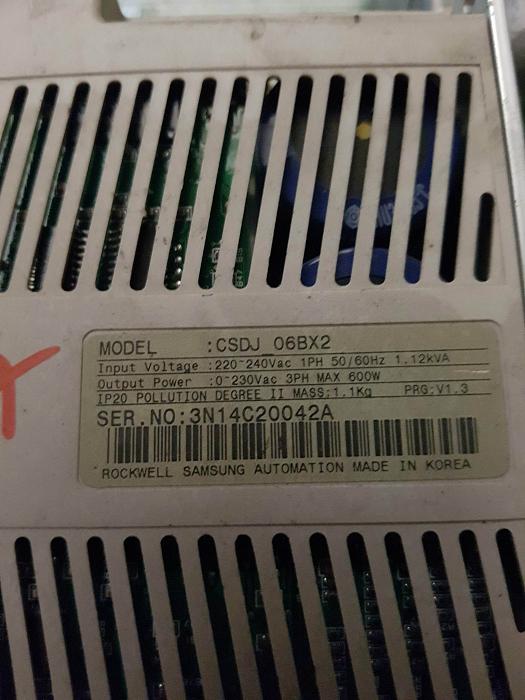 MODEL :CSDJ 06BX2
Input Voltage :220~240Vac 1PH 50/60Hz 1.12kVA
Output Power :0~230Vac 3PH MAX 600W
IP20 POLLUTION DEGREE II MASS:1.1Kg PRG:V1.3
SER.NO:3N14C20042A
ROCKWELL SAMSUNG AUTOMATION MADE IN KOREA